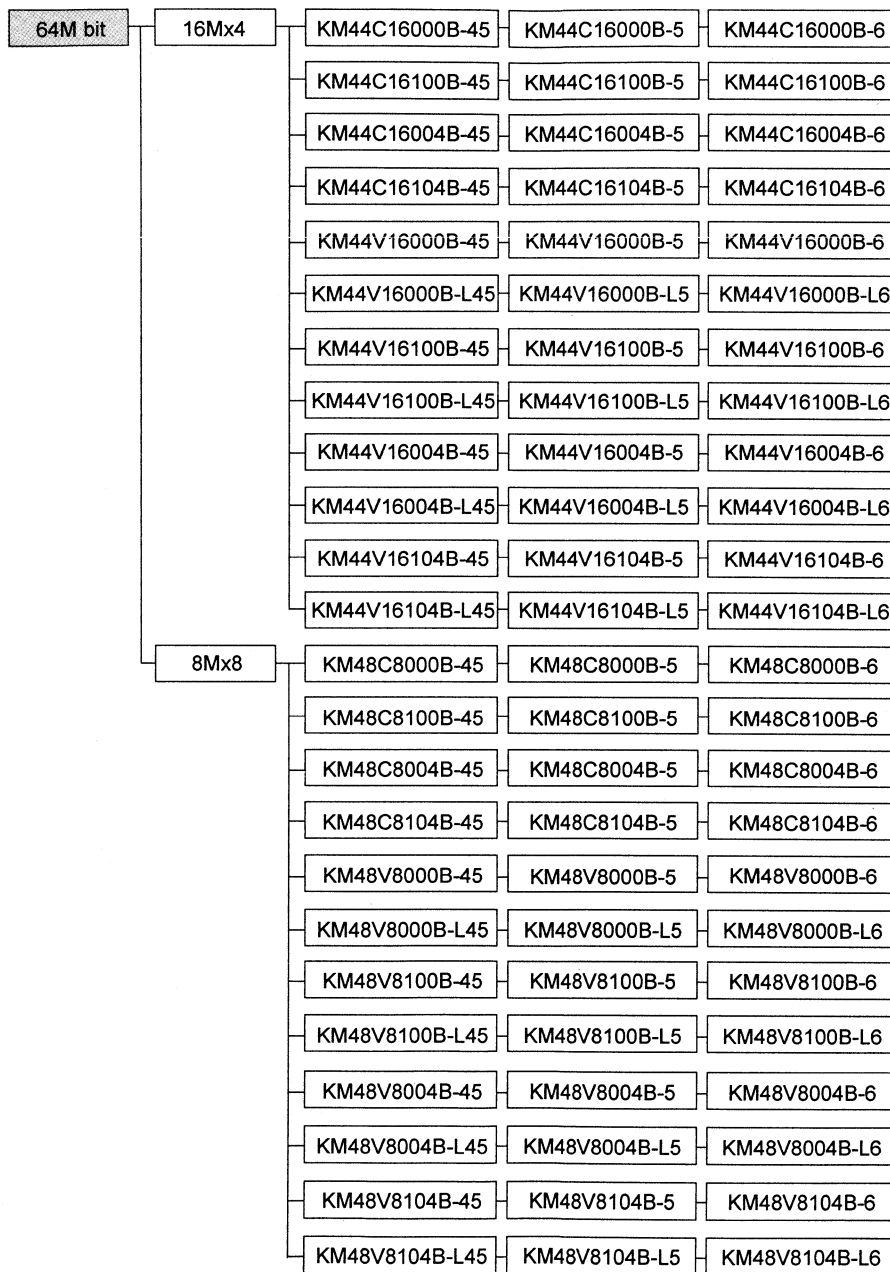 64M bit 16Mx4 KM44C16000B-45 KM44C16000B-5 KM44C16000B-6
KM44C16100B-45 KM44C16100B-5 KM44C16100B-6
KM44C16004B-45 KM44C16004B-5 KM44C16004B-6
KM44C16104B-45 KM44C16104B-5 KM44C16104B-6
KM44V16000B-45 KM44V16000B-5 KM44V16000B-6
KM44V16000B-L45 KM44V16000B-L5 KM44V16000B-L6
KM44V16100B-45 KM44V16100B-5 KM44V16100B-6
KM44V16100B-L45 KM44V16100B-L5 KM44V16100B-L6
KM44V16004B-45 KM44V16004B-5 KM44V16004B-6
KM44V16004B-L45 KM44V16004B-L5 KM44V16004B-L6
KM44V16104B-45 KM44V16104B-5 KM44V16104B-6
KM44V16104B-L45 KM44V16104B-L5 KM44V16104B-L6
8Mx8 KM48C8000B-45 KM48C8000B-5 KM48C8000B-6
KM48C8100B-45 KM48C8100B-5 KM48C8100B-6
KM48C8004B-45 KM48C8004B-5 KM48C8004B-6
KM48C8104B-45 KM48C8104B-5 KM48C8104B-6
KM48V8000B-45 KM48V8000B-5 KM48V8000B-6
KM48V8000B-L45 KM48V8000B-L5 KM48V8000B-L6
KM48V8100B-45 KM48V8100B-5 KM48V8100B-6
KM48V8100B-L45 KM48V8100B-L5 KM48V8100B-L6
KM48V8004B-45 KM48V8004B-5 KM48V8004B-6
KM48V8004B-L45 KM48V8004B-L5 KM48V8004B-L6
KM48V8104B-45 KM48V8104B-5 KM48V8104B-6
KM48V8104B-L45 KM48V8104B-L5 KM48V8104B-L6